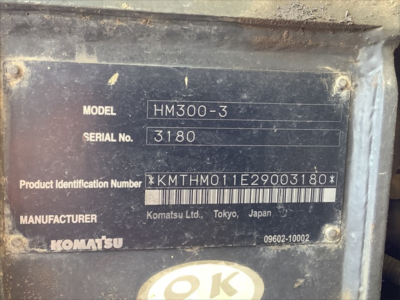 MODEL HM300-3
SERIAL No. 3180
Product Identification Number *KMTHM011E29003180*
MANUFACTURER Komatsu Ltd., Tokyo, Japan
KOMATSU 09602-10002
OK